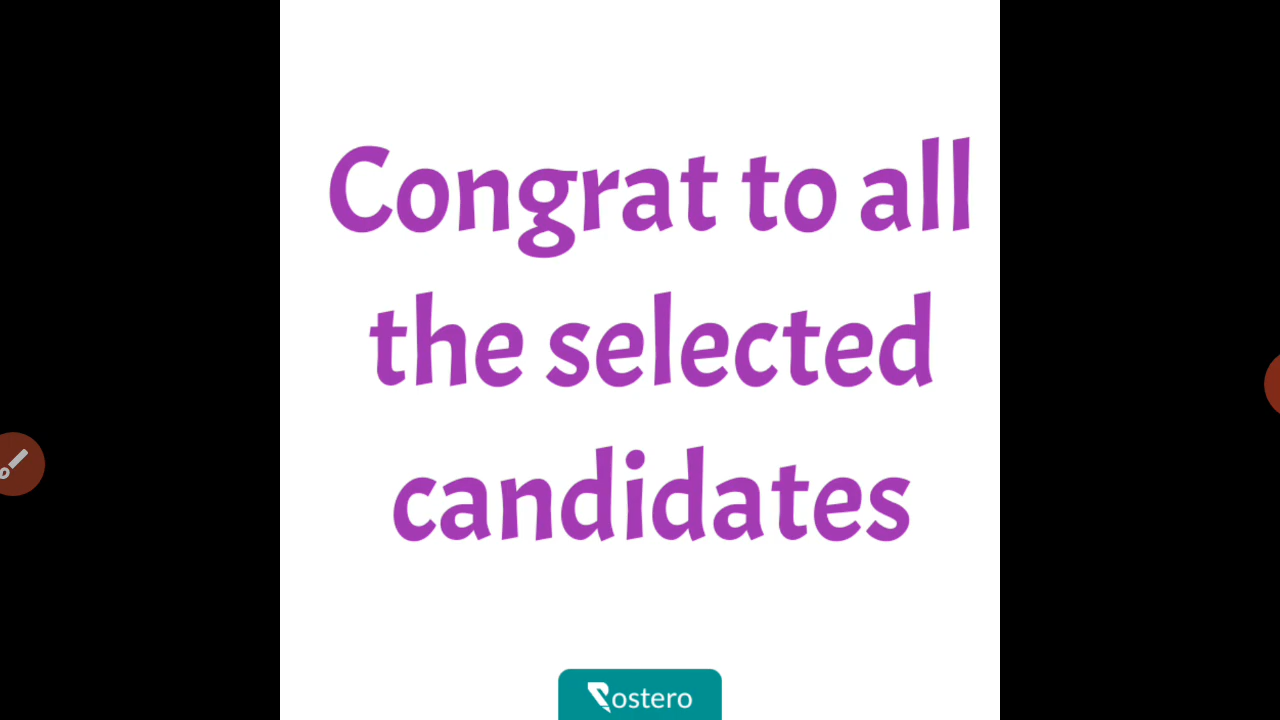 Congrat to all
the selected
candidates
Postero